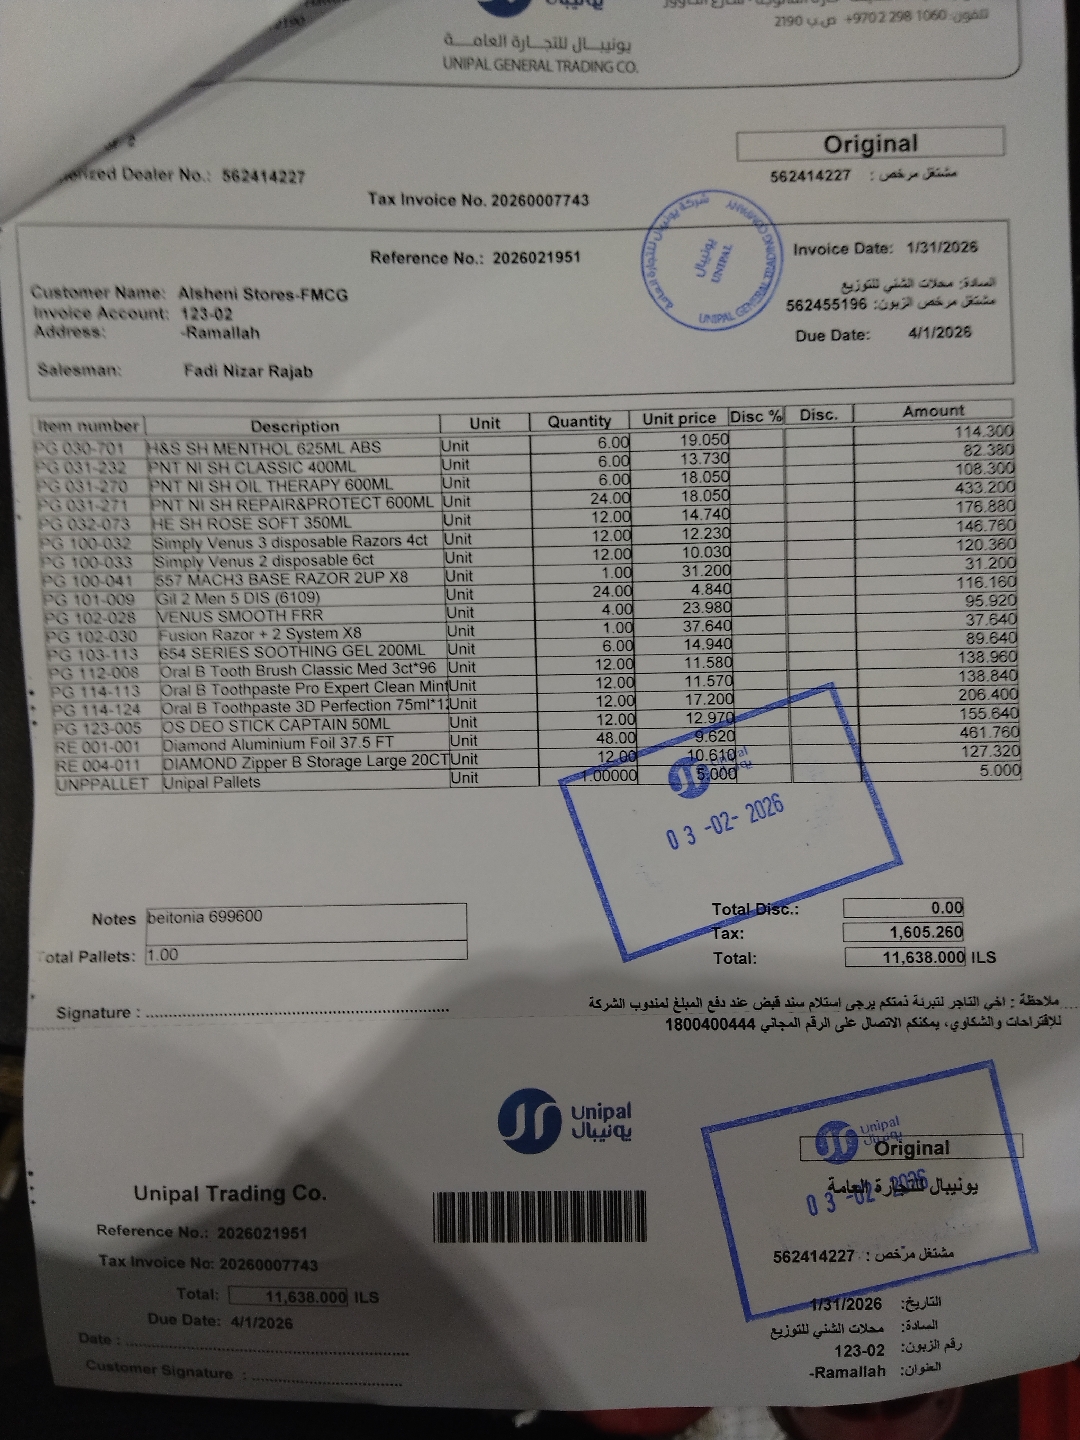 يونيبال للتجارة العامة
UNIPAL GENERAL TRADING CO.
تلفون: 1060 298 9702+ ص.ب 2190
Original
Dealer No.: 562414227
مشتغل مرخص : 562414227
Tax Invoice No. 20260007743
Reference No.: 2026021951
Invoice Date: 1/31/2026
Customer Name: Alsheni Stores-FMCG
السادة: محلات الشني للتوزيع
Invoice Account: 123-02
مشتغل مرخص الزبون: 562455196
Address: -Ramallah
Due Date: 4/1/2026
Salesman: Fadi Nizar Rajab
شركة يونيبال للتجارة العامة
يونيبال
UNIPAL
UNIPAL GENERAL TRADING COMPANY
Item number Description Unit Quantity Unit price Disc % Disc. Amount
PG 030-701 H&S SH MENTHOL 625ML ABS Unit 6.00 19.050 114.300
PG 031-232 PNT NI SH CLASSIC 400ML Unit 6.00 13.730 82.380
PG 031-270 PNT NI SH OIL THERAPY 600ML Unit 6.00 18.050 108.300
PG 031-271 PNT NI SH REPAIR&PROTECT 600ML Unit 24.00 18.050 433.200
PG 032-073 HE SH ROSE SOFT 350ML Unit 12.00 14.740 176.880
PG 100-032 Simply Venus 3 disposable Razors 4ct Unit 12.00 12.230 146.760
PG 100-033 Simply Venus 2 disposable 6ct Unit 12.00 10.030 120.360
PG 100-041 557 MACH3 BASE RAZOR 2UP X8 Unit 1.00 31.200 31.200
PG 101-009 Gil 2 Men 5 DIS (6109) Unit 24.00 4.840 116.160
PG 102-028 VENUS SMOOTH FRR Unit 4.00 23.980 95.920
PG 102-030 Fusion Razor + 2 System X8 Unit 1.00 37.640 37.640
PG 103-113 654 SERIES SOOTHING GEL 200ML Unit 6.00 14.940 89.640
PG 112-008 Oral B Tooth Brush Classic Med 3ct*96 Unit 12.00 11.580 138.960
PG 114-113 Oral B Toothpaste Pro Expert Clean Mint Unit 12.00 11.570 138.840
PG 114-124 Oral B Toothpaste 3D Perfection 75ml*12 Unit 12.00 17.200 206.400
PG 123-005 OS DEO STICK CAPTAIN 50ML Unit 12.00 12.970 155.640
RE 001-001 Diamond Aluminium Foil 37.5 FT Unit 48.00 9.620 461.760
RE 004-011 DIAMOND Zipper B Storage Large 20CT Unit 12.00 10.610 127.320
UNPPALLET Unipal Pallets Unit 1.00000 5.000 5.000
Unipal
يونيبال
03-02-2026
Notes beitonia 699600
Total Disc.: 0.00
Tax: 1,605.260
Total Pallets: 1.00
Total: 11,638.000 ILS
ملاحظة : اخي التاجر لتبرئة ذمتكم يرجى استلام سند قبض عند دفع المبلغ لمندوب الشركة
Signature :
للإقتراحات والشكاوي، يمكنكم الاتصال على الرقم المجاني 1800400444
Unipal
يونيبال
Unipal
يونيبال
Original
03-02-2026
Unipal Trading Co.
يونيبال للتجارة العامة
Reference No.: 2026021951
Tax Invoice No: 20260007743
مشتغل مرخص : 562414227
Total: 11,638.000 ILS
التاريخ: 1/31/2026
Due Date: 4/1/2026
السادة: محلات الشني للتوزيع
Date :
رقم الزبون: 123-02
Customer Signature :
العنوان: -Ramallah